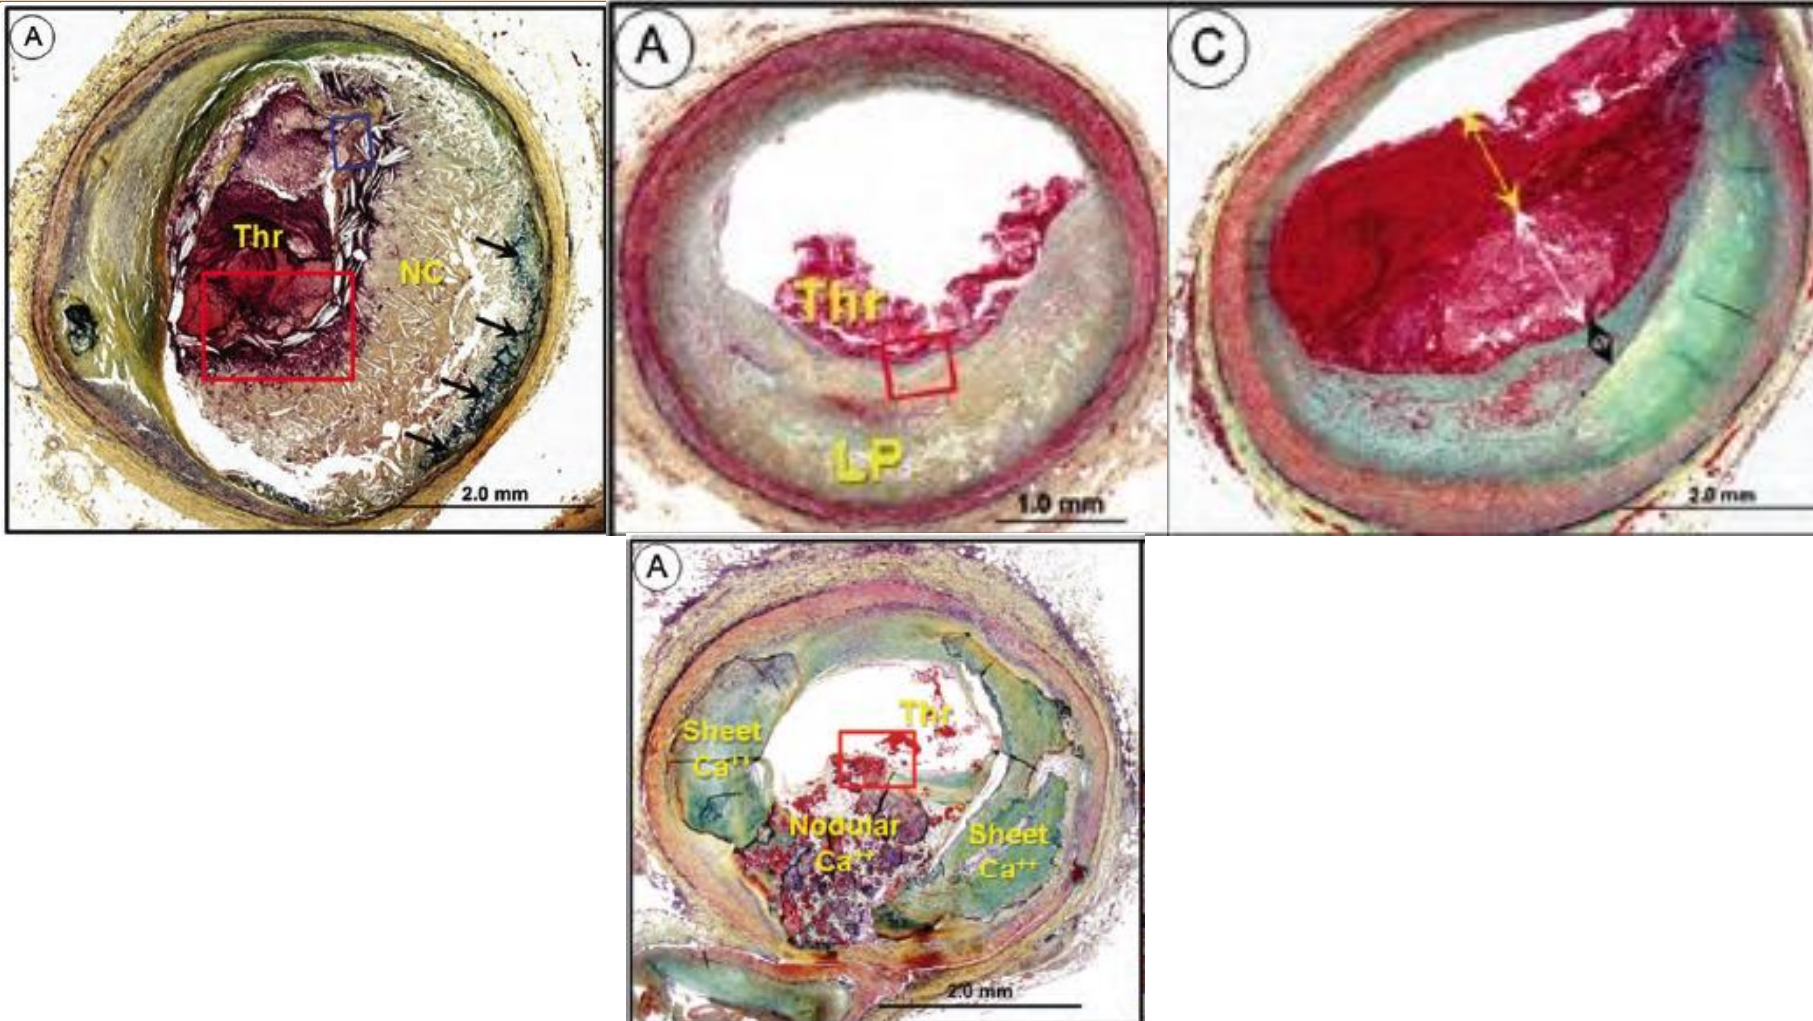 A
Thr
NC
2.0 mm
A
Thr
LP
1.0 mm
C
2.0 mm
A
Thr
Sheet
Ca++
Nodular
Ca++
Sheet
Ca++
2.0 mm